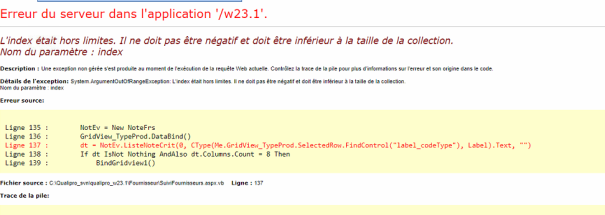 Erreur du serveur dans l'application '/w23.1'.
L'index était hors limites. Il ne doit pas être négatif et doit être inférieur à la taille de la collection.
Nom du paramètre : index
Description : Une exception non gérée s'est produite au moment de l'exécution de la requête Web actuelle. Contrôlez la trace de la pile pour plus d'informations sur l'erreur et son origine dans le code.
Détails de l'exception: System.ArgumentOutOfRangeException: L'index était hors limites. Il ne doit pas être négatif et doit être inférieur à la taille de la collection.
Nom du paramètre : index
Erreur source:
Ligne 135 : NotEv = New NoteFrs
Ligne 136 : GridView_TypeProd.DataBind()
Ligne 137 : dt = NotEv.ListeNoteCrit(0, CType(Me.GridView_TypeProd.SelectedRow.FindControl("label_codeType"), Label).Text, "")
Ligne 138 : If dt IsNot Nothing AndAlso dt.Columns.Count = 8 Then
Ligne 139 : BindGridview1()
Fichier source : C:\Qualipro_svn\qualipro_w23.1\Fournisseur\SuiviFournisseurs.aspx.vb Ligne : 137
Trace de la pile: